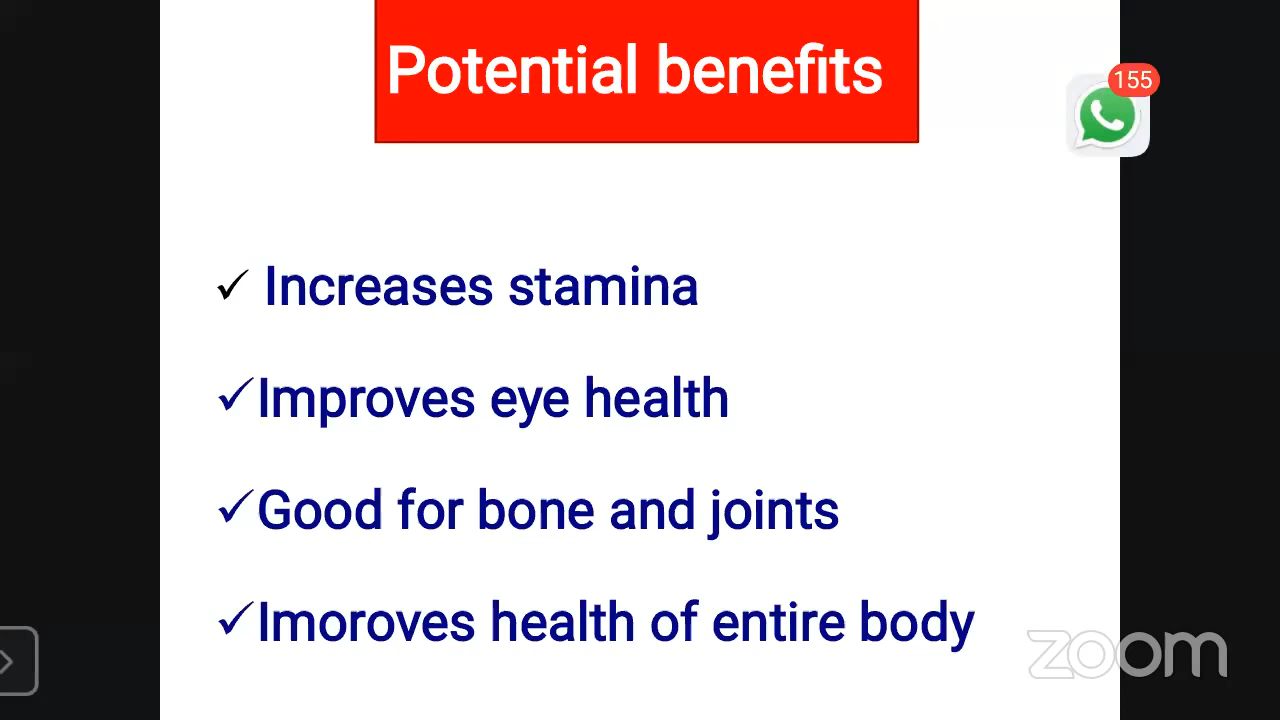 Potential benefits
155
✓ Increases stamina
✓Improves eye health
✓Good for bone and joints
✓Imoroves health of entire body
zoom